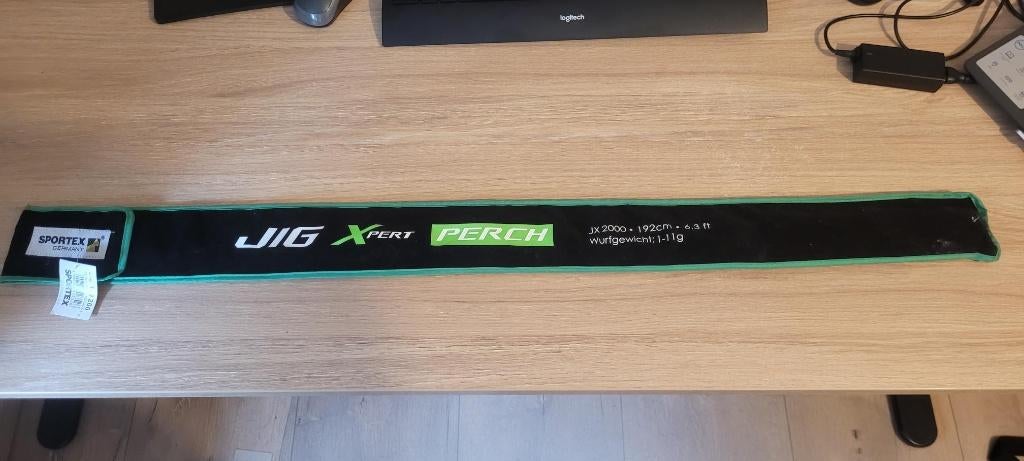 logitech
SPORTEX
GERMANY
JIG XPERT PERCH
JX 2000 • 192cm • 6.3 ft
Wurfgewicht: 1-11g
SPORTEX